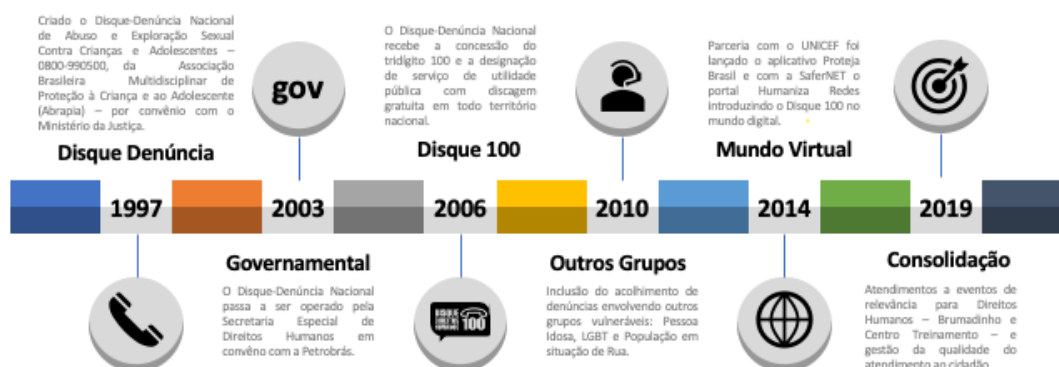 Criado o Disque-Denúncia Nacional
de Abuso e Exploração Sexual
Contra Crianças e Adolescentes –
0800-990500, da Associação
Brasileira Multidisciplinar de
Proteção à Criança e ao Adolescente
(Abrapia) – por convênio com o
Ministério da Justiça.
Disque Denúncia
gov
O Disque-Denúncia Nacional
recebe a concessão do
tridígito 100 e a designação
de serviço de utilidade
pública com discagem
gratuita em todo território
nacional.
Disque 100
Parceria com o UNICEF foi
lançado o aplicativo Proteja
Brasil e com a SaferNET o
portal Humaniza Redes
introduzindo o Disque 100 no
mundo digital.
Mundo Virtual
1997
2003
2006
2010
2014
2019
Governamental
O Disque-Denúncia Nacional
passa a ser operado pela
Secretaria Especial de
Direitos Humanos em
convêno com a Petrobrás.
DISQUE
DIREITOS
HUMANOS
100
Outros Grupos
Inclusão do acolhimento de
denúncias envolvendo outros
grupos vulneráveis: Pessoa
Idosa, LGBT e População em
situação de Rua.
Consolidação
Atendimentos a eventos de
relevância para Direitos
Humanos – Brumadinho e
Centro Treinamento – e
gestão da qualidade do
atendimento ao cidadão